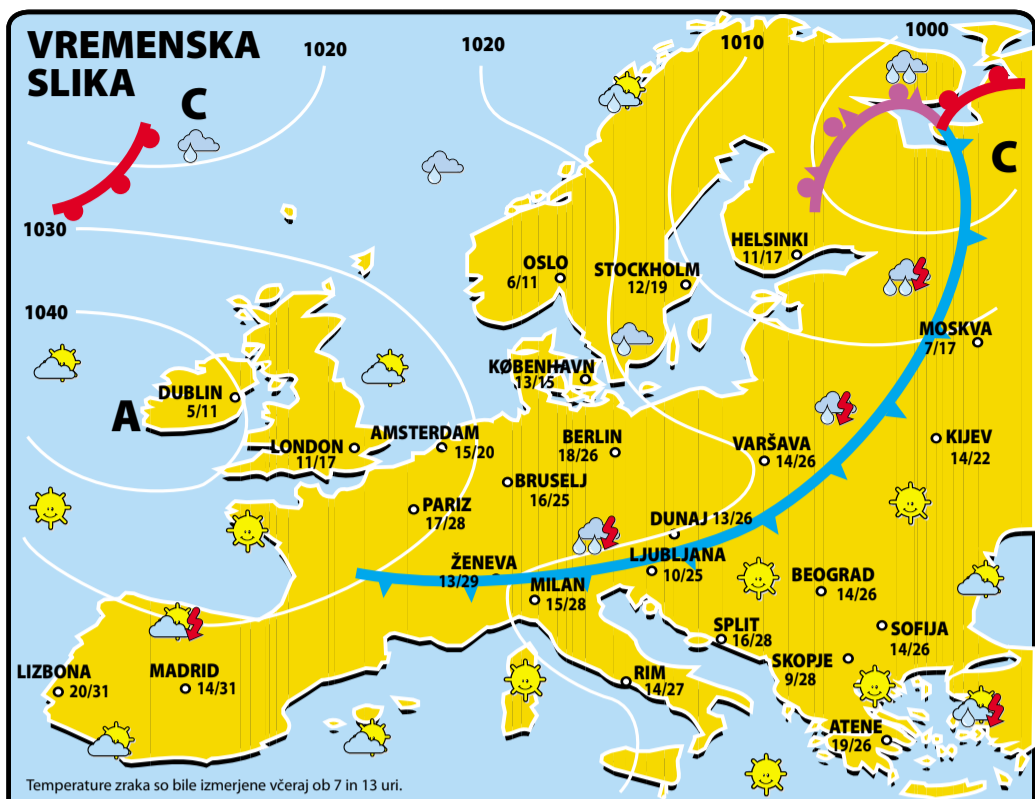 VREMENSKA
SLIKA
1020
1020
1010
1000
C
C
1030
1040
A
HELSINKI
11/17
OSLO
6/11
STOCKHOLM
12/19
MOSKVA
7/17
KØBENHAVN
13/15
DUBLIN
5/11
LONDON
11/17
AMSTERDAM
15/20
BERLIN
18/26
VARŠAVA
14/26
KIJEV
14/22
BRUSELJ
16/25
PARIZ
17/28
DUNAJ 13/26
ŽENEVA
13/29
LJUBLJANA
10/25
MILAN
15/28
BEOGRAD
14/26
SPLIT
16/28
SOFIJA
14/26
SKOPJE
9/28
LIZBONA
20/31
MADRID
14/31
RIM
14/27
ATENE
19/26
Temperature zraka so bile izmerjene včeraj ob 7 in 13 uri.